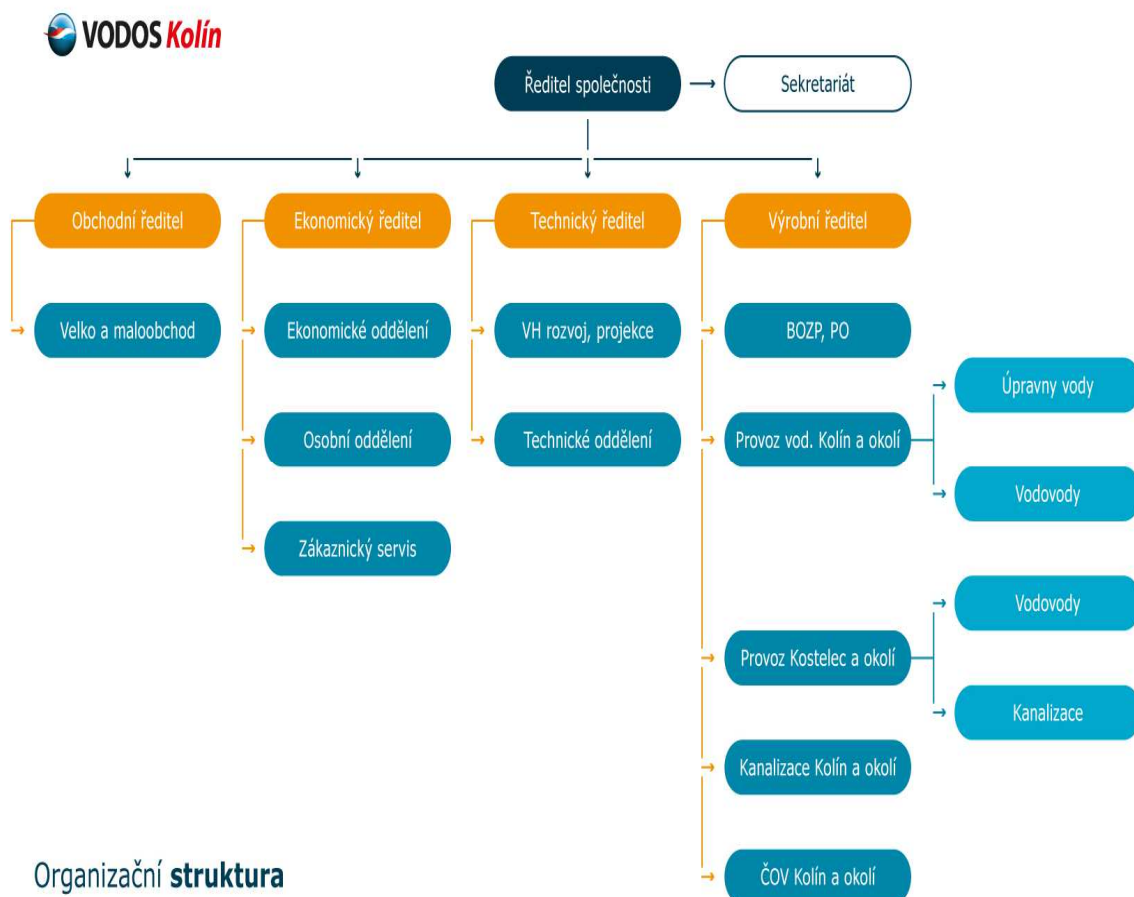 VODOS Kolín
Ředitel společnosti
Sekretariát
Obchodní ředitel
Ekonomický ředitel
Technický ředitel
Výrobní ředitel
Velko a maloobchod
Ekonomické oddělení
VH rozvoj, projekce
BOZP, PO
Úpravny vody
Osobní oddělení
Technické oddělení
Provoz vod. Kolín a okolí
Vodovody
Zákaznický servis
Vodovody
Provoz Kostelec a okolí
Kanalizace
Kanalizace Kolín a okolí
ČOV Kolín a okolí
Organizační struktura